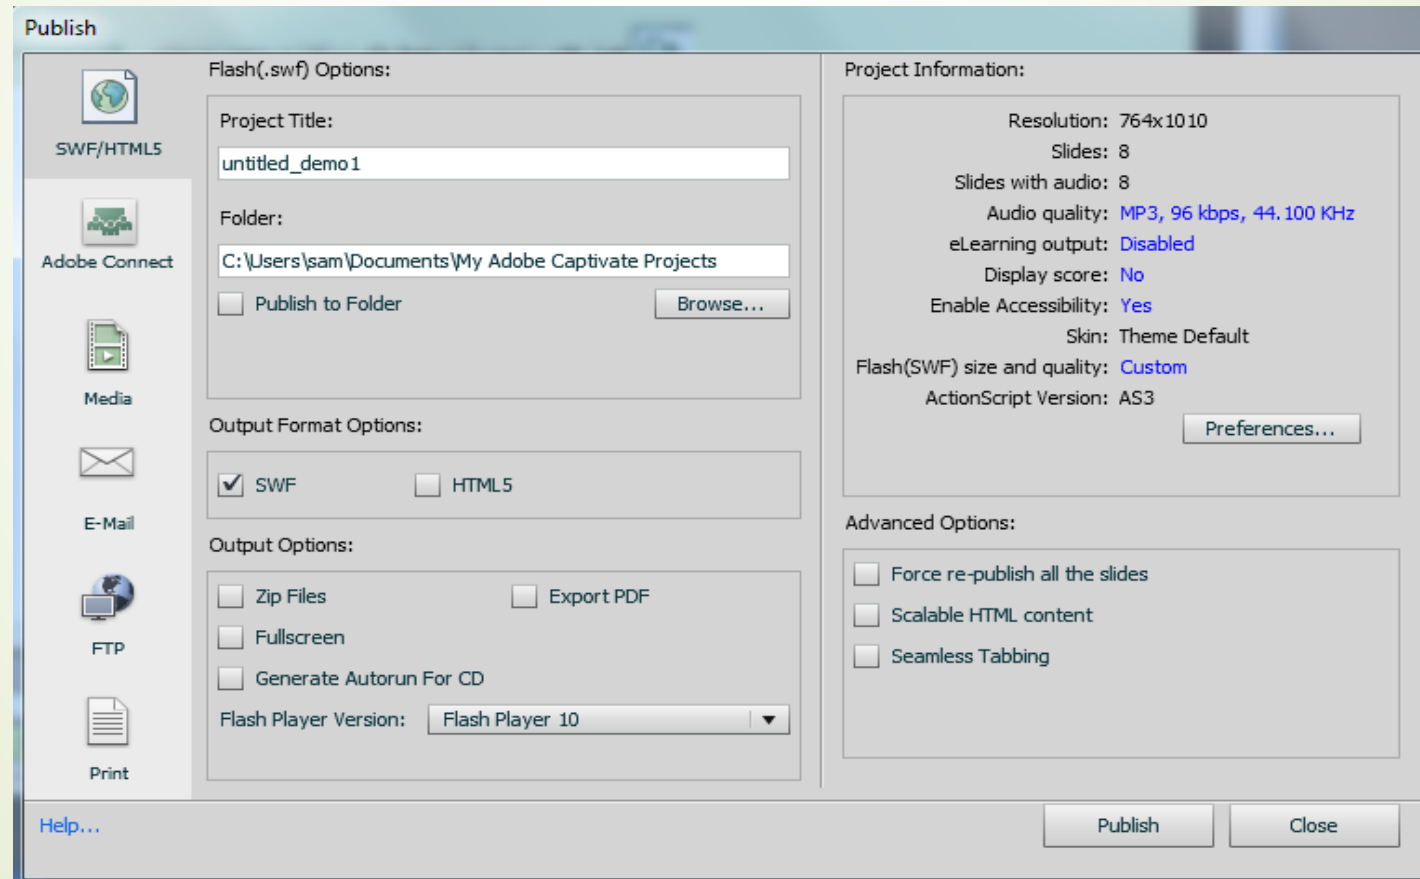 Publish
SWF/HTML5
Adobe Connect
Media
E-Mail
FTP
Print
Flash(.swf) Options:
Project Title:
untitled_demo1
Folder:
C:\Users\sam\Documents\My Adobe Captivate Projects
Publish to Folder
Browse...
Output Format Options:
SWF HTML5
Output Options:
Zip Files Export PDF
Fullscreen
Generate Autorun For CD
Flash Player Version: Flash Player 10
Project Information:
Resolution: 764x1010
Slides: 8
Slides with audio: 8
Audio quality: MP3, 96 kbps, 44.100 KHz
eLearning output: Disabled
Display score: No
Enable Accessibility: Yes
Skin: Theme Default
Flash(SWF) size and quality: Custom
ActionScript Version: AS3
Preferences...
Advanced Options:
Force re-publish all the slides
Scalable HTML content
Seamless Tabbing
Help...
Publish Close